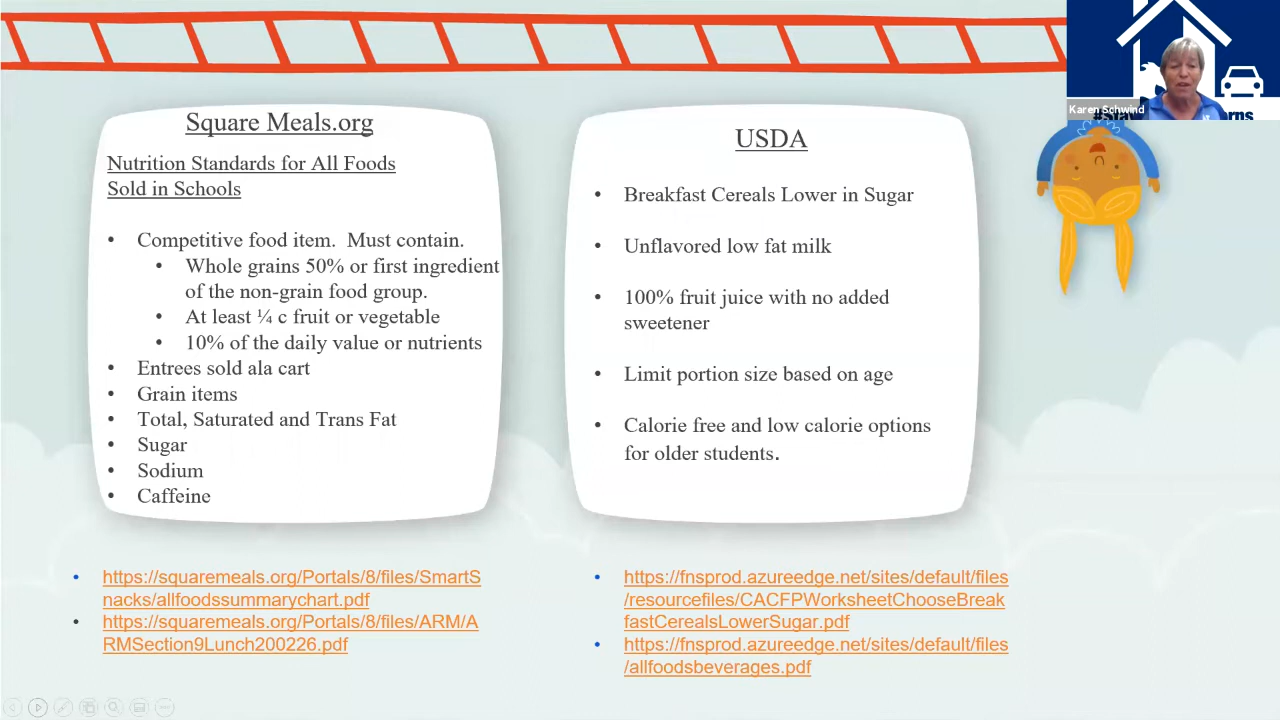 Square Meals.org
Nutrition Standards for All Foods
Sold in Schools
• Competitive food item.  Must contain.
• Whole grains 50% or first ingredient
of the non-grain food group.
• At least ¼ c fruit or vegetable
• 10% of the daily value or nutrients
• Entrees sold ala cart
• Grain items
• Total, Saturated and Trans Fat
• Sugar
• Sodium
• Caffeine
USDA
• Breakfast Cereals Lower in Sugar
• Unflavored low fat milk
• 100% fruit juice with no added
sweetener
• Limit portion size based on age
• Calorie free and low calorie options
for older students.
• https://squaremeals.org/Portals/8/files/SmartS
nacks/allfoodssummarychart.pdf
• https://squaremeals.org/Portals/8/files/ARM/A
RMSection9Lunch200226.pdf
• https://fnsprod.azureedge.net/sites/default/files
/resourcefiles/CACFPWorksheetChooseBreak
fastCerealsLowerSugar.pdf
• https://fnsprod.azureedge.net/sites/default/files
/allfoodsbeverages.pdf
Karen Schwind